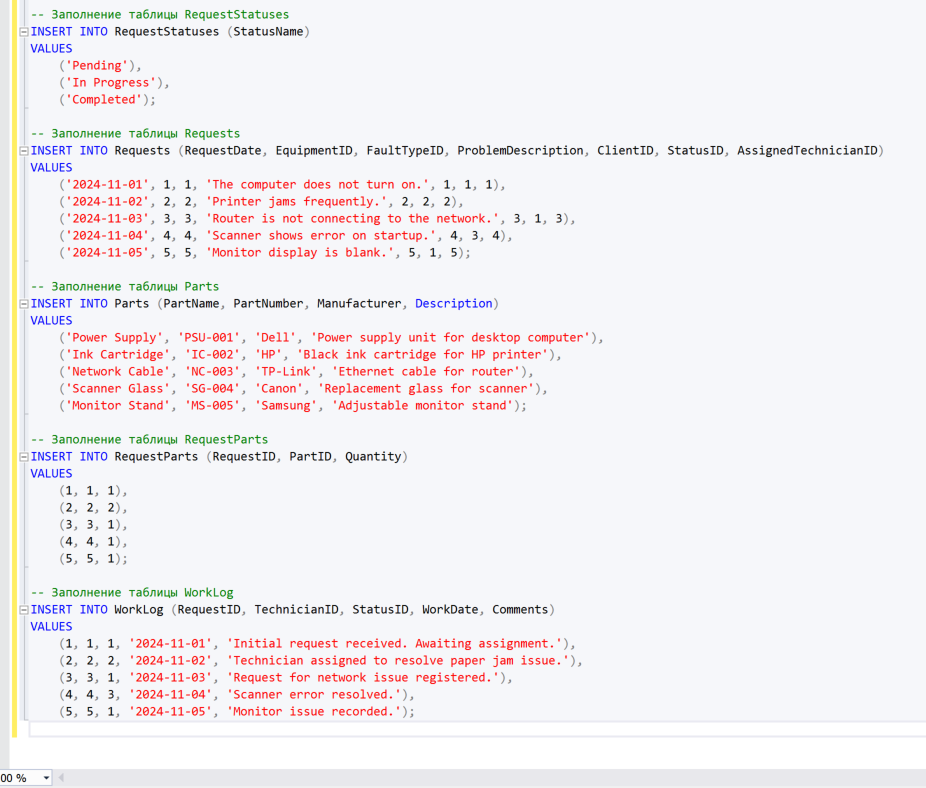 -- Заполнение таблицы RequestStatuses
INSERT INTO RequestStatuses (StatusName)
VALUES
('Pending'),
('In Progress'),
('Completed');
-- Заполнение таблицы Requests
INSERT INTO Requests (RequestDate, EquipmentID, FaultTypeID, ProblemDescription, ClientID, StatusID, AssignedTechnicianID)
VALUES
('2024-11-01', 1, 1, 'The computer does not turn on.', 1, 1, 1),
('2024-11-02', 2, 2, 'Printer jams frequently.', 2, 2, 2),
('2024-11-03', 3, 3, 'Router is not connecting to the network.', 3, 1, 3),
('2024-11-04', 4, 4, 'Scanner shows error on startup.', 4, 3, 4),
('2024-11-05', 5, 5, 'Monitor display is blank.', 5, 1, 5);
-- Заполнение таблицы Parts
INSERT INTO Parts (PartName, PartNumber, Manufacturer, Description)
VALUES
('Power Supply', 'PSU-001', 'Dell', 'Power supply unit for desktop computer'),
('Ink Cartridge', 'IC-002', 'HP', 'Black ink cartridge for HP printer'),
('Network Cable', 'NC-003', 'TP-Link', 'Ethernet cable for router'),
('Scanner Glass', 'SG-004', 'Canon', 'Replacement glass for scanner'),
('Monitor Stand', 'MS-005', 'Samsung', 'Adjustable monitor stand');
-- Заполнение таблицы RequestParts
INSERT INTO RequestParts (RequestID, PartID, Quantity)
VALUES
(1, 1, 1),
(2, 2, 2),
(3, 3, 1),
(4, 4, 1),
(5, 5, 1);
-- Заполнение таблицы WorkLog
INSERT INTO WorkLog (RequestID, TechnicianID, StatusID, WorkDate, Comments)
VALUES
(1, 1, 1, '2024-11-01', 'Initial request received. Awaiting assignment.'),
(2, 2, 2, '2024-11-02', 'Technician assigned to resolve paper jam issue.'),
(3, 3, 1, '2024-11-03', 'Request for network issue registered.'),
(4, 4, 3, '2024-11-04', 'Scanner error resolved.'),
(5, 5, 1, '2024-11-05', 'Monitor issue recorded.');
00 %